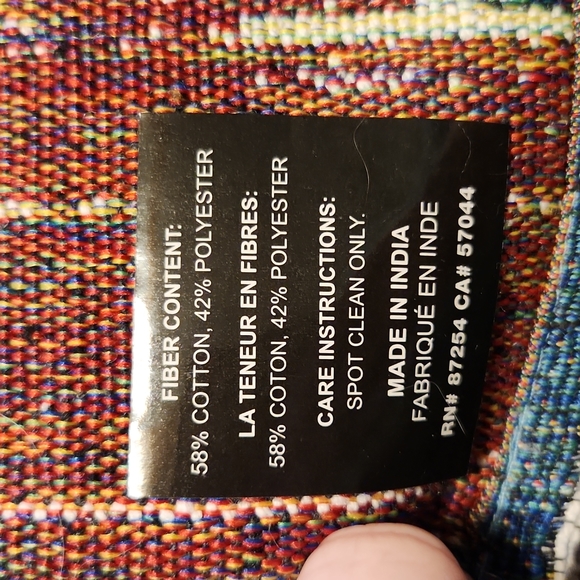 FIBER CONTENT:
58% COTTON, 42% POLYESTER
LA TENEUR EN FIBRES:
58% COTON, 42% POLYESTER
CARE INSTRUCTIONS:
SPOT CLEAN ONLY.
MADE IN INDIA
FABRIQUÉ EN INDE
RN# 87254 CA# 57044